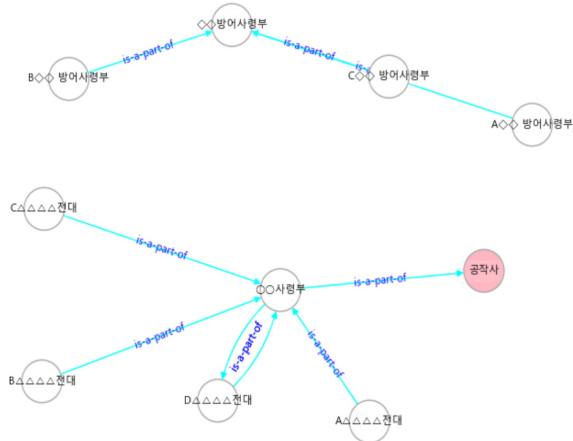 ◇◇방어사령부
is-a-part-of
is-a-part-of
is-a
B◇◇ 방어사령부
C◇◇ 방어사령부
A◇◇ 방어사령부
C△△△△전대
is-a-part-of
공작사
○○사령부
is-a-part-of
is-a-part-of
is-a-part-of
is-a-part-of
B△△△△전대
D△△△△전대
A△△△△전대